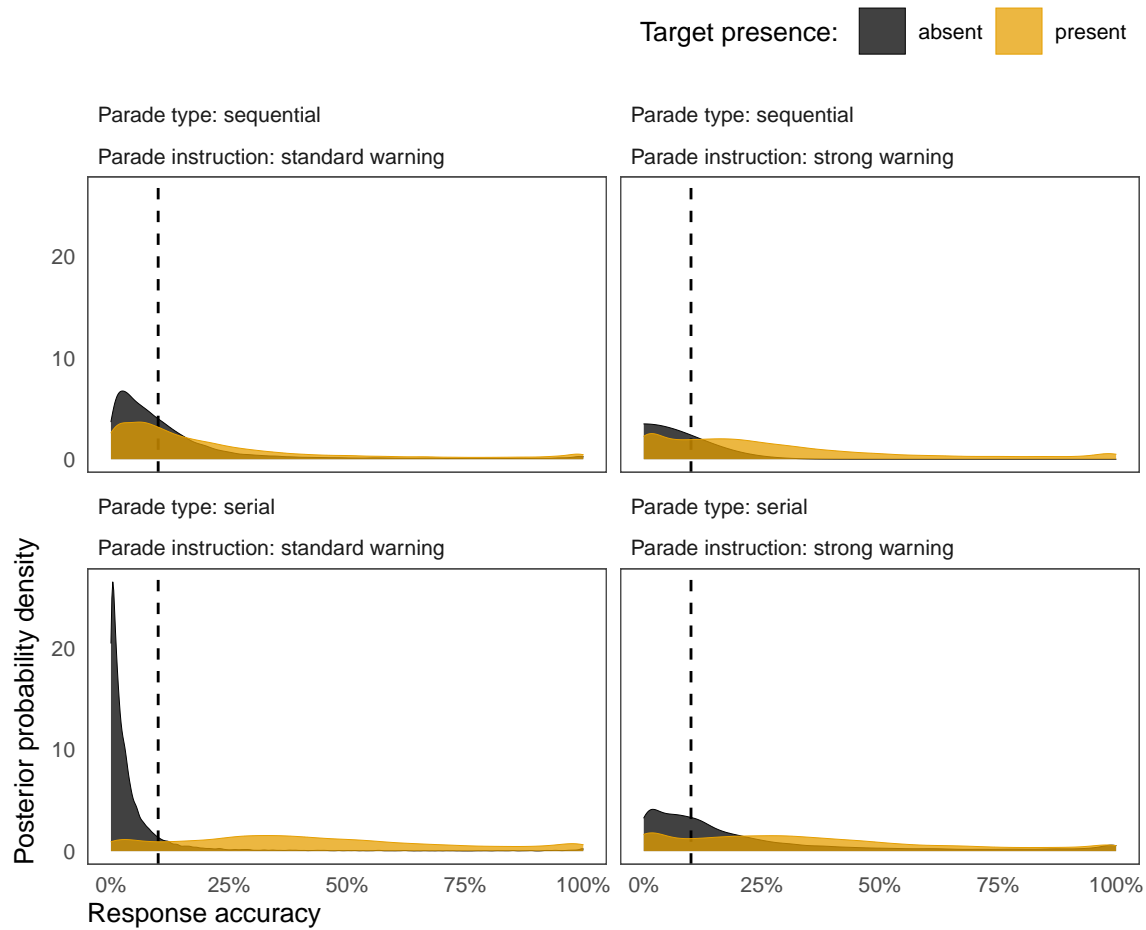 Target presence: absent present
Parade type: sequential
Parade instruction: standard warning
Parade type: sequential
Parade instruction: strong warning
20
10
0
Parade type: serial
Parade instruction: standard warning
Parade type: serial
Parade instruction: strong warning
Posterior probability density
20
10
0
0% 25% 50% 75% 100%
0% 25% 50% 75% 100%
Response accuracy